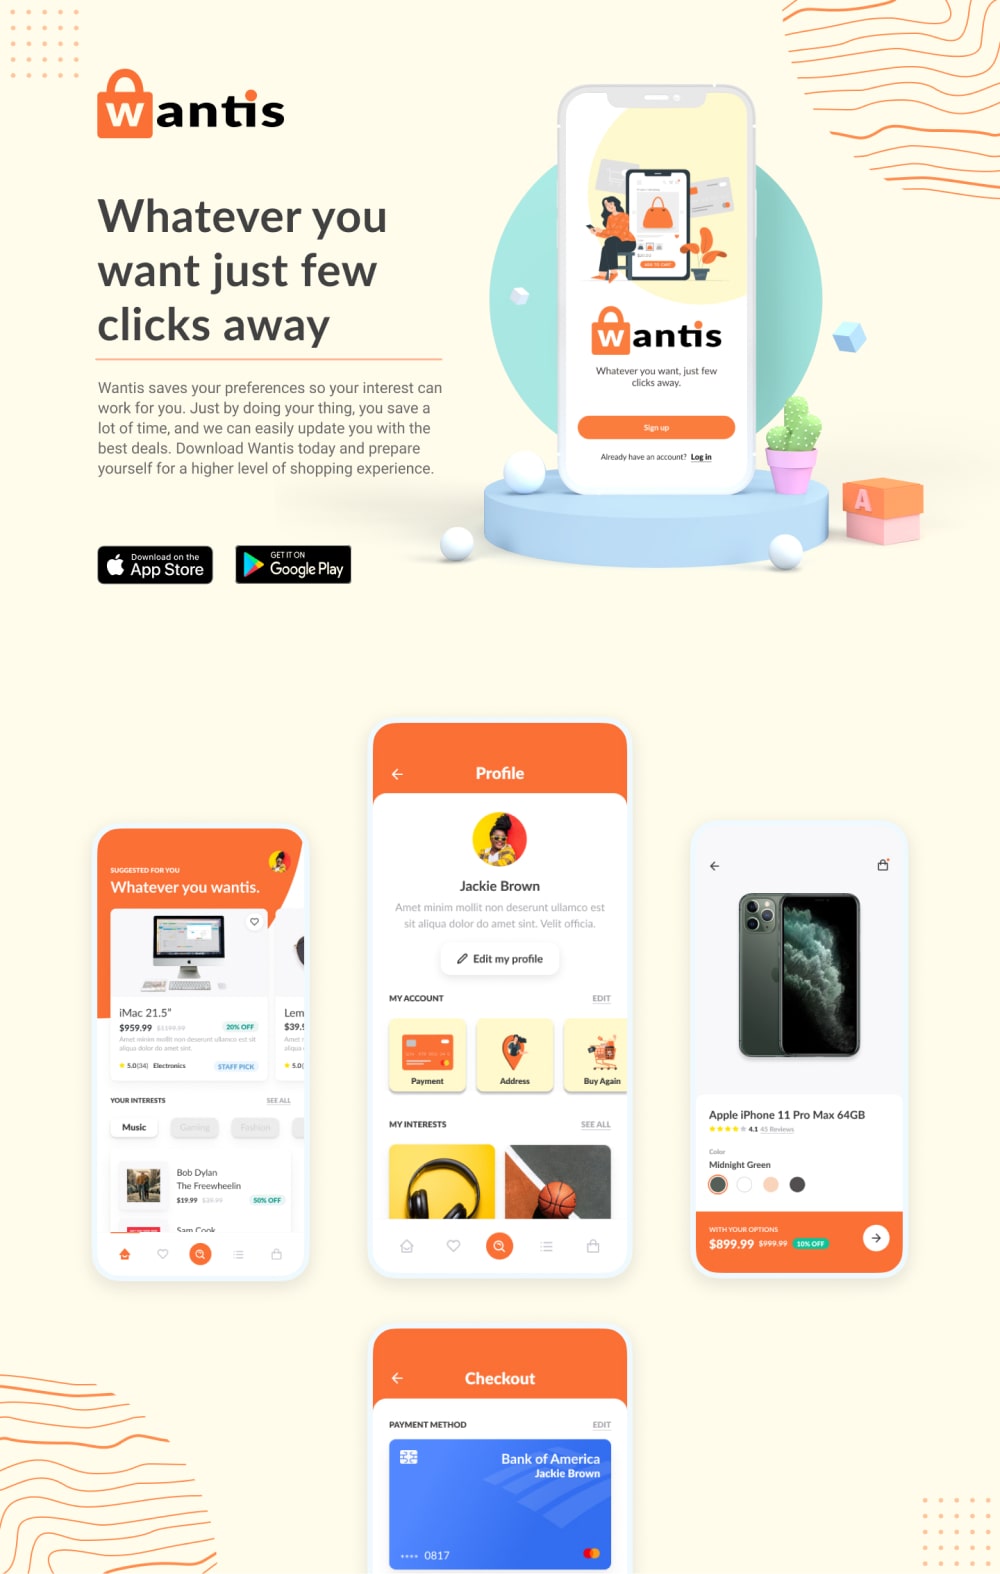 wantis
Whatever you
want just few
clicks away
Wantis saves your preferences so your interest can
work for you. Just by doing your thing, you save a
lot of time, and we can easily update you with the
best deals. Download Wantis today and prepare
yourself for a higher level of shopping experience.
Download on the
App Store
GET IT ON
Google Play
wantis
Whatever you want, just few
clicks away.
Sign up
Already have an account? Log in
A
Profile
Jackie Brown
Amet minim mollit non deserunt ullamco est
sit aliqua dolor do amet sint. Velit officia.
Edit my profile
MY ACCOUNT EDIT
Payment Address Buy Again
MY INTERESTS SEE ALL
SUGGESTED FOR YOU
Whatever you wantis.
iMac 21.5"
$959.99 $1199.99 20% OFF
Amet minim mollit non deserunt ullamco est sit
aliqua dolor do amet sint.
5.0(34) Electronics STAFF PICK
Lem
$39.9
Amet m
aliqua
5.0(
YOUR INTERESTS SEE ALL
Music Gaming Fashion
Bob Dylan
The Freewheelin
$19.99 $39.99 50% OFF
Sam Cook
Apple iPhone 11 Pro Max 64GB
4.1 45 Reviews
Color
Midnight Green
WITH YOUR OPTIONS
$899.99 $999.99 10% OFF
Checkout
PAYMENT METHOD EDIT
Bank of America
Jackie Brown
**** 0817